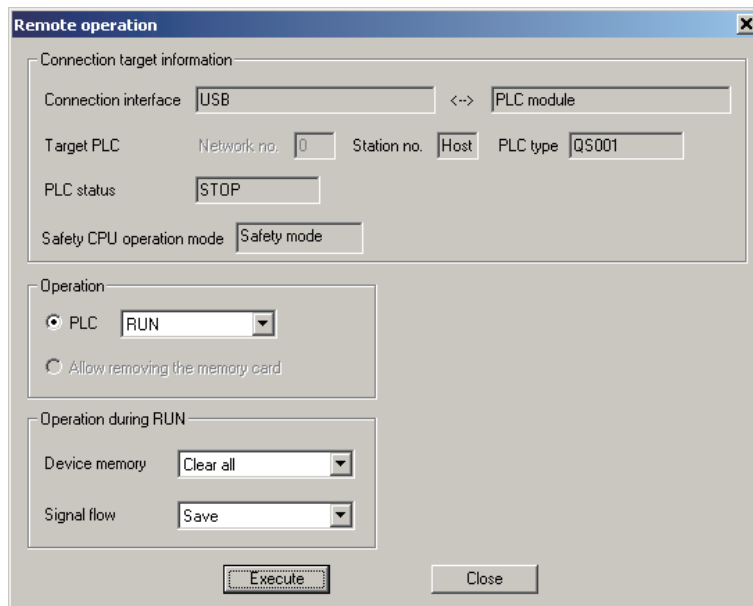 Remote operation
Connection target information
Connection interface USB <--> PLC module
Target PLC Network no. 0 Station no. Host PLC type QS001
PLC status STOP
Safety CPU operation mode Safety mode
Operation
PLC RUN
Allow removing the memory card
Operation during RUN
Device memory Clear all
Signal flow Save
Execute Close